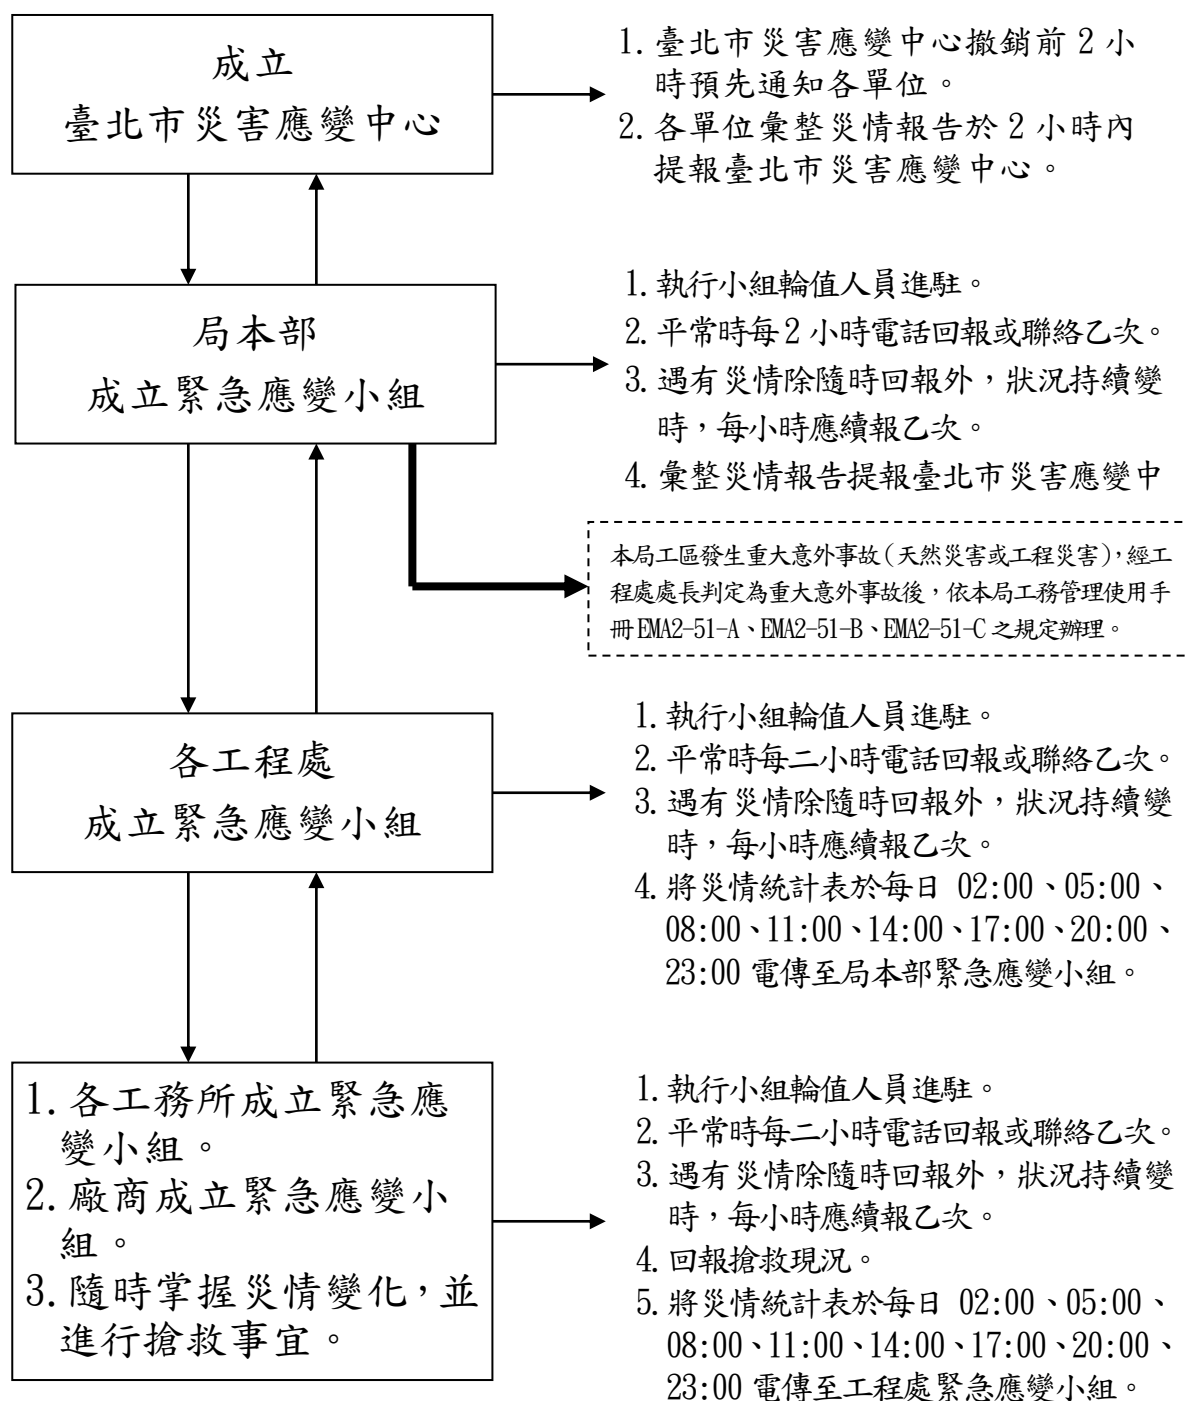 成立
臺北市災害應變中心
1. 臺北市災害應變中心撤銷前 2 小
時預先通知各單位。
2. 各單位彙整災情報告於 2 小時內
提報臺北市災害應變中心。
局本部
成立緊急應變小組
1. 執行小組輪值人員進駐。
2. 平常時每 2 小時電話回報或聯絡乙次。
3. 遇有災情除隨時回報外，狀況持續變
時，每小時應續報乙次。
4. 彙整災情報告提報臺北市災害應變中
本局工區發生重大意外事故(天然災害或工程災害)，經工
程處處長判定為重大意外事故後，依本局工務管理使用手
冊 EMA2-51-A、EMA2-51-B、EMA2-51-C 之規定辦理。
各工程處
成立緊急應變小組
1. 執行小組輪值人員進駐。
2. 平常時每二小時電話回報或聯絡乙次。
3. 遇有災情除隨時回報外，狀況持續變
時，每小時應續報乙次。
4. 將災情統計表於每日 02:00、05:00、
08:00、11:00、14:00、17:00、20:00、
23:00 電傳至局本部緊急應變小組。
1. 各工務所成立緊急應
變小組。
2. 廠商成立緊急應變小
組。
3. 隨時掌握災情變化，並
進行搶救事宜。
1. 執行小組輪值人員進駐。
2. 平常時每二小時電話回報或聯絡乙次。
3. 遇有災情除隨時回報外，狀況持續變
時，每小時應續報乙次。
4. 回報搶救現況。
5. 將災情統計表於每日 02:00、05:00、
08:00、11:00、14:00、17:00、20:00、
23:00 電傳至工程處緊急應變小組。